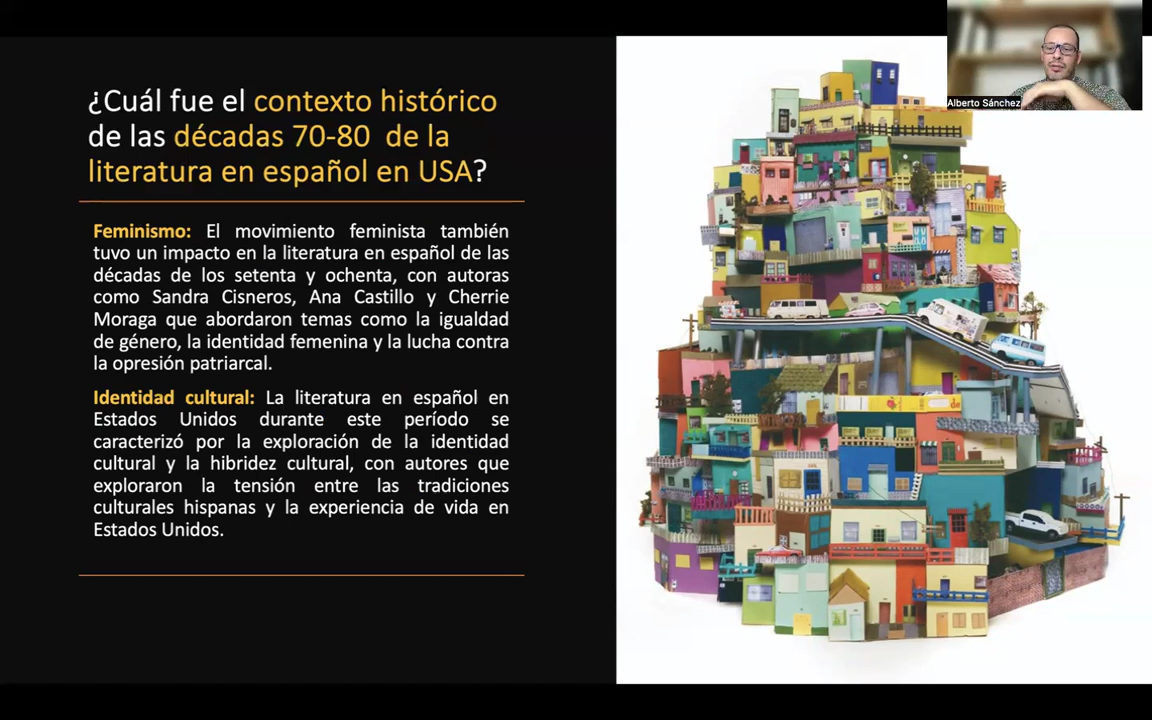 ¿Cuál fue el contexto histórico
de las décadas 70-80 de la
literatura en español en USA?
Feminismo: El movimiento feminista también
tuvo un impacto en la literatura en español de las
décadas de los setenta y ochenta, con autoras
como Sandra Cisneros, Ana Castillo y Cherrie
Moraga que abordaron temas como la igualdad
de género, la identidad femenina y la lucha contra
la opresión patriarcal.
Identidad cultural: La literatura en español en
Estados Unidos durante este período se
caracterizó por la exploración de la identidad
cultural y la hibridez cultural, con autores que
exploraron la tensión entre las tradiciones
culturales hispanas y la experiencia de vida en
Estados Unidos.
Alberto Sánchez